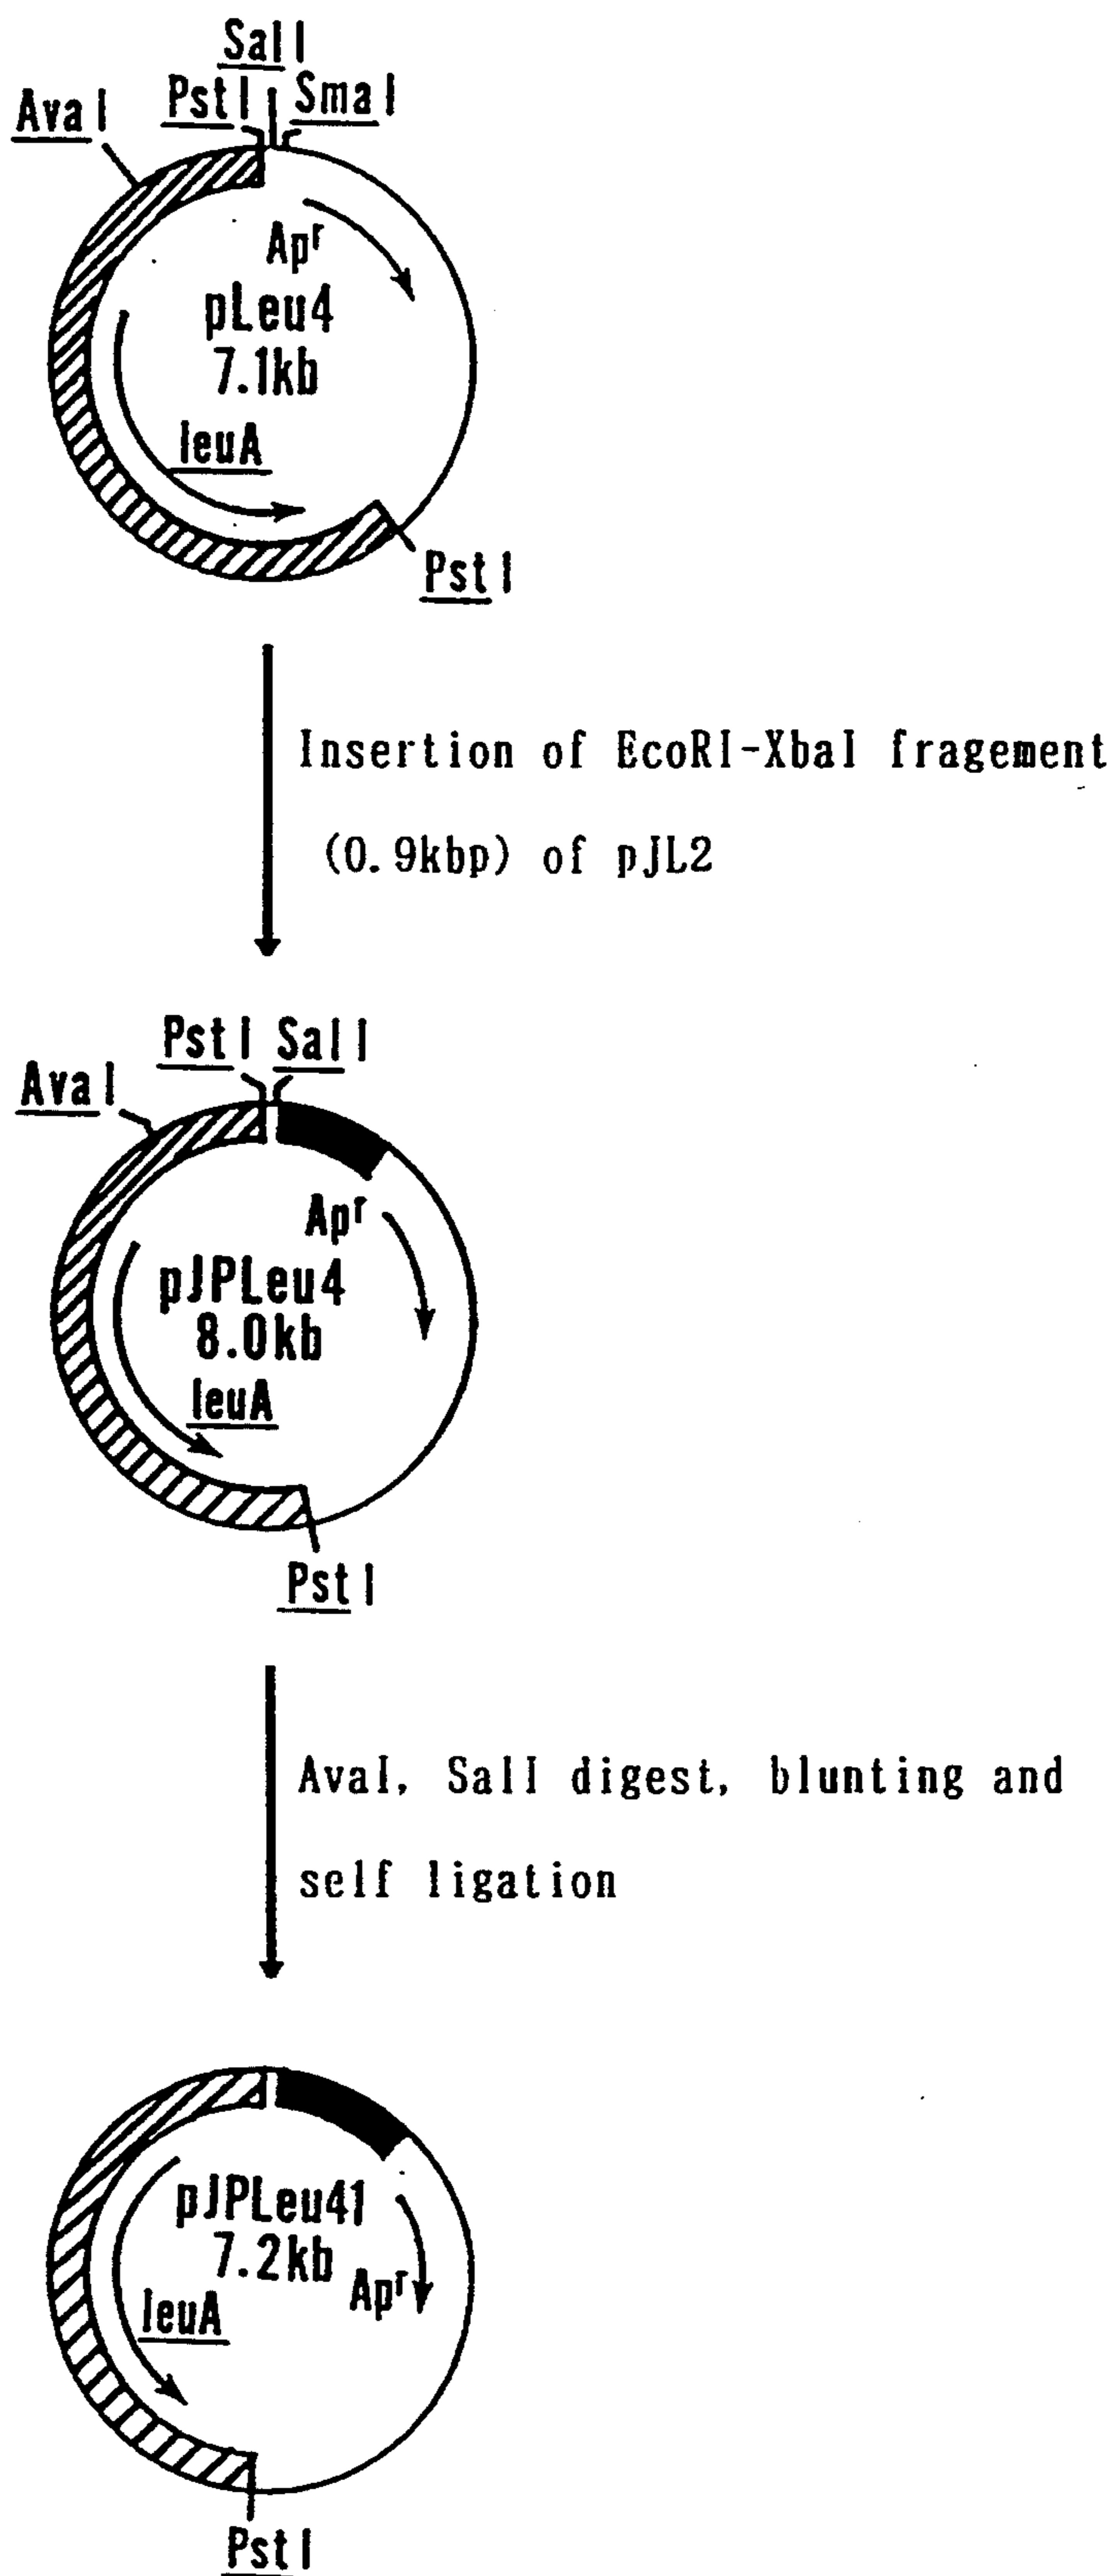 SalI
PstI SmaI
AvaI
Apr
pLeu4
7.1kb
leuA
PstI
Insertion of EcoRI-XbaI fragement
(0.9kbp) of pJL2
PstI SalI
AvaI
Apr
pJPLeu4
8.0kb
leuA
PstI
AvaI, SalI digest, blunting and
self ligation
pJPLeu41
7.2kb
Apr
leuA
PstI